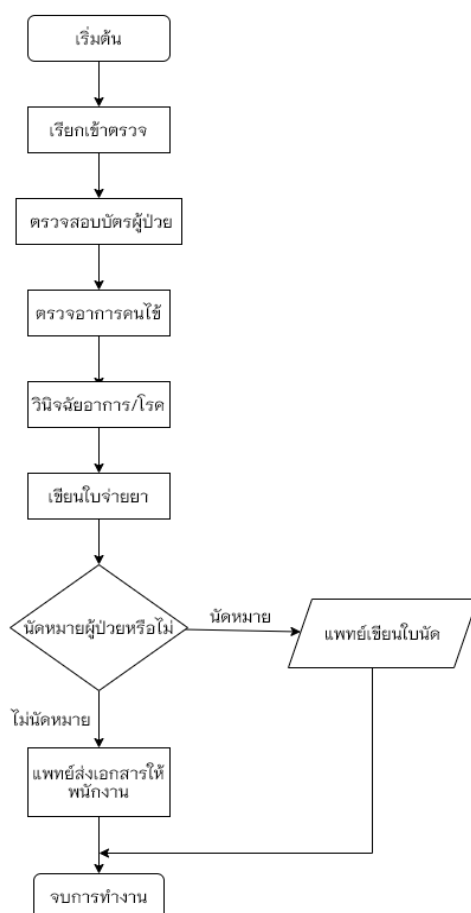 เริ่มต้น
เรียกเข้าตรวจ
ตรวจสอบบัตรผู้ป่วย
ตรวจอาการคนไข้
วินิจฉัยอาการ/โรค
เขียนใบจ่ายยา
นัดหมายผู้ป่วยหรือไม่
นัดหมาย
แพทย์เขียนใบนัด
ไม่นัดหมาย
แพทย์ส่งเอกสารให้
พนักงาน
จบการทำงาน